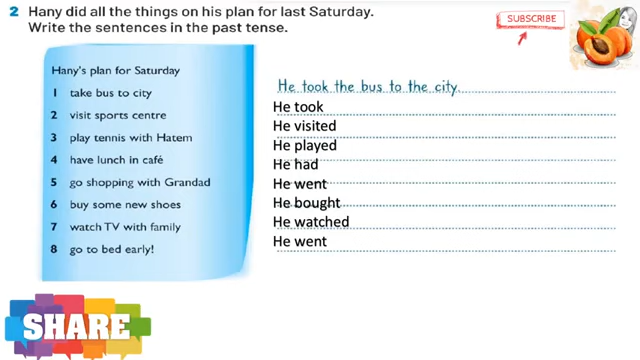 2 Hany did all the things on his plan for last Saturday.
Write the sentences in the past tense.
SUBSCRIBE
Hany's plan for Saturday
1 take bus to city
2 visit sports centre
3 play tennis with Hatem
4 have lunch in café
5 go shopping with Grandad
6 buy some new shoes
7 watch TV with family
8 go to bed early!
He took the bus to the city.
He took
He visited
He played
He had
He went
He bought
He watched
He went
SHARE